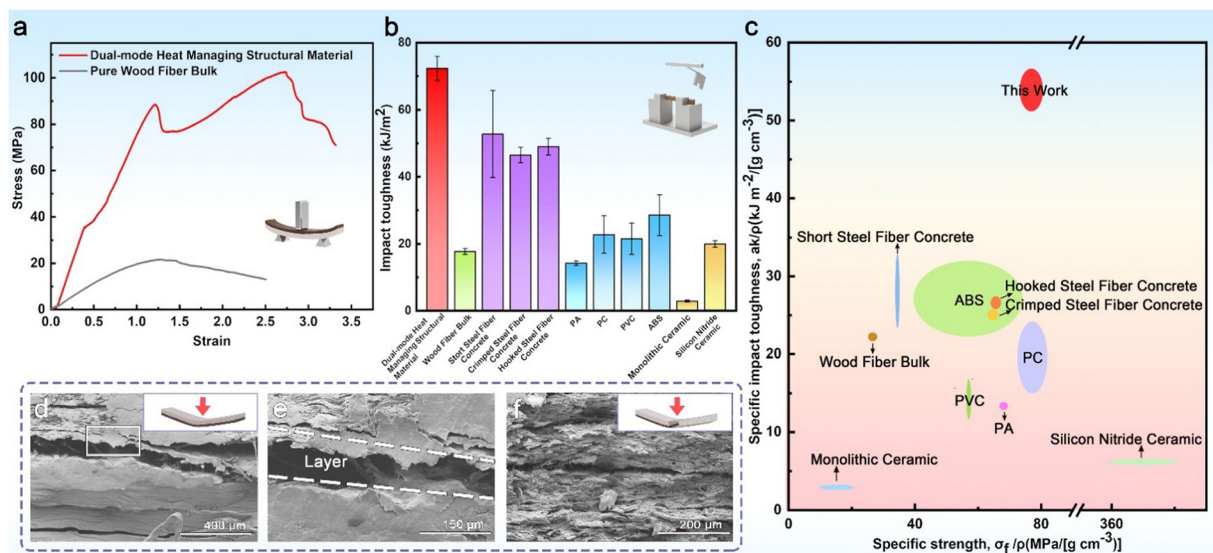 a
Dual-mode Heat Managing Structural Material
Pure Wood Fiber Bulk
Stress (MPa)
100
80
60
40
20
0
0.0 0.5 1.0 1.5 2.0 2.5 3.0 3.5
Strain
b
Impact toughness (kJ/m²)
80
60
40
20
0
Dual-mode Heat
Managing Structural
Material
Wood Fiber Bulk
Stort Steel Fiber
Concrete
Crimped Steel Fiber
Concrete
Hooked Steel Fiber
Concrete
PA
PC
PVC
ABS
Monolithic Ceramic
Silicon Nitride
Ceramic
c
Specific impact toughness, ak/ρ(kJ m⁻²/[g cm⁻³)]
60
50
40
30
20
10
0
This Work
Short Steel Fiber Concrete
ABS
Hooked Steel Fiber Concrete
Crimped Steel Fiber Concrete
Wood Fiber Bulk
PC
PVC
PA
Silicon Nitride Ceramic
Monolithic Ceramic
0 40 80 360
Specific strength, σf /ρ(MPa/[g cm⁻³)]
d
400 μm
e
Layer
150 μm
f
200 μm